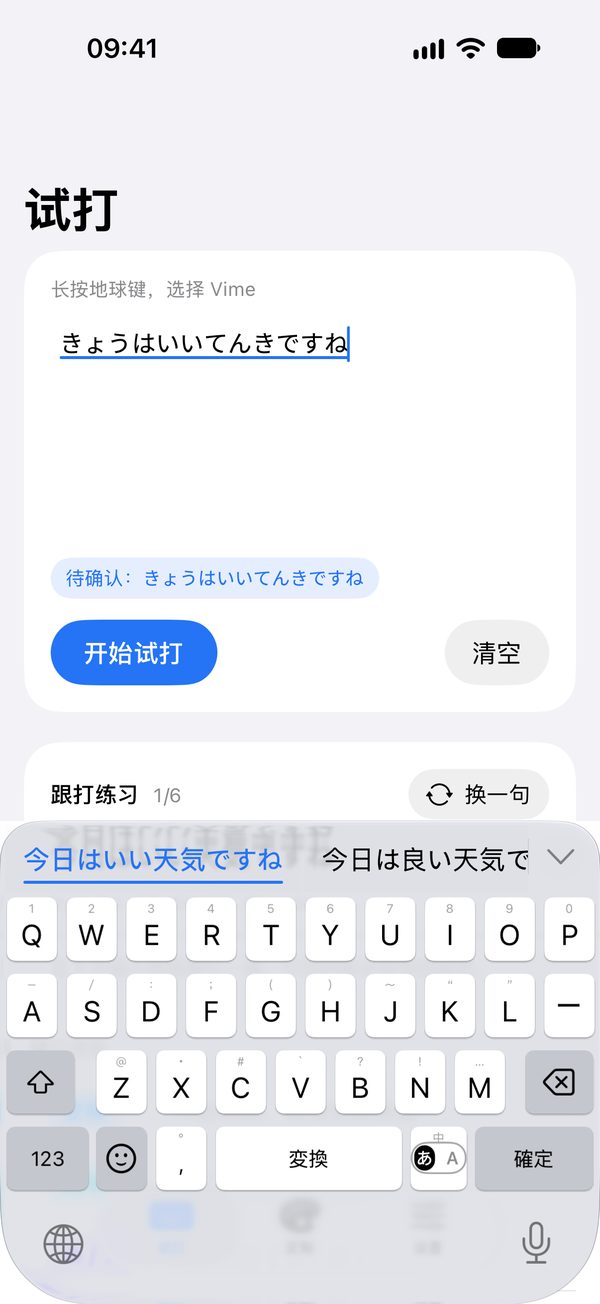 09:41
试打
长按地球键，选择 Vime
きょうはいいてんきですね
待确认：きょうはいいてんきですね
开始试打
清空
跟打练习 1/6
换一句
今日はいい天気ですね 今日は良い天気で
1 2 3 4 5 6 7 8 9 0
Q W E R T Y U I O P
– / : ; ( ) ~ “ ”
A S D F G H J K L ー
@ · # ` ? ! …
Z X C V B N M
123 , 変換 中 あ A 確定